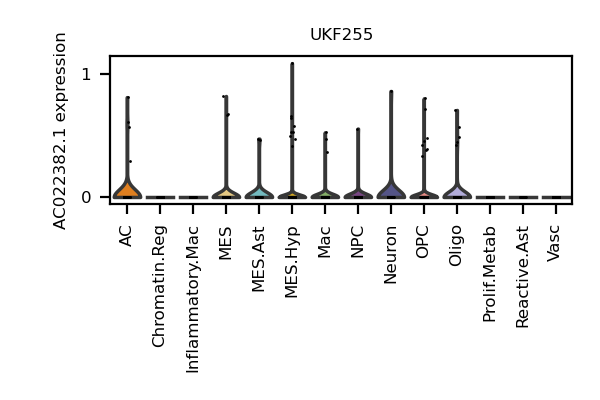 UKF255
AC022382.1 expression
1
0
AC
Chromatin.Reg
Inflammatory.Mac
MES
MES.Ast
MES.Hyp
Mac
NPC
Neuron
OPC
Oligo
Prolif.Metab
Reactive.Ast
Vasc